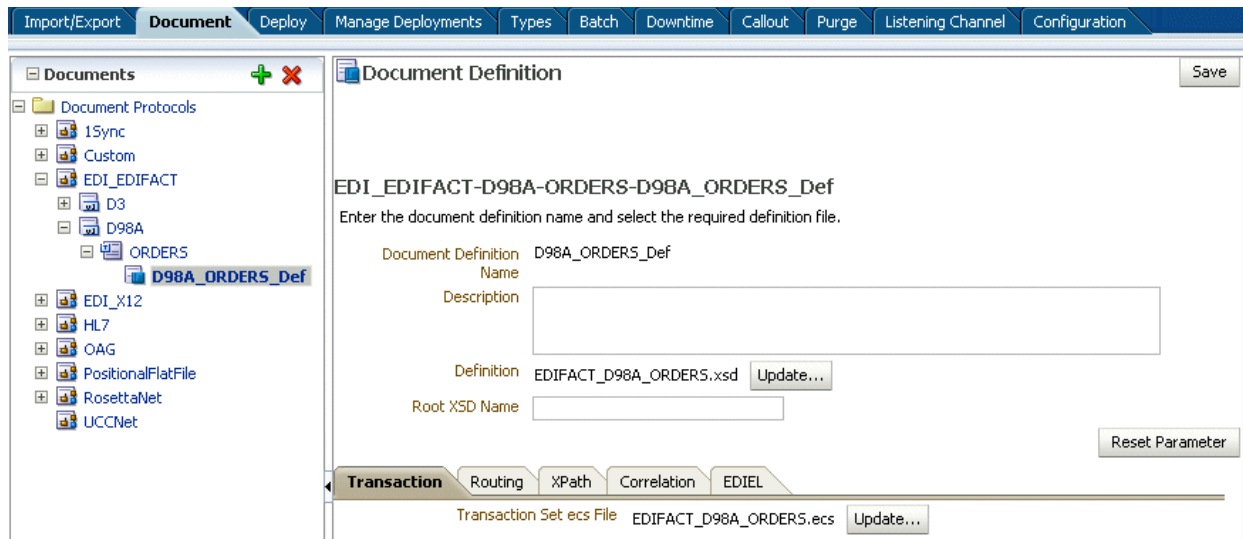 Import/Export Document Deploy Manage Deployments Types Batch Downtime Callout Purge Listening Channel Configuration
Documents
Document Protocols
1Sync
Custom
EDI_EDIFACT
D3
D98A
ORDERS
D98A_ORDERS_Def
EDI_X12
HL7
OAG
PositionalFlatFile
RosettaNet
UCCNet
Document Definition
Save
EDI_EDIFACT-D98A-ORDERS-D98A_ORDERS_Def
Enter the document definition name and select the required definition file.
Document Definition D98A_ORDERS_Def
Name
Description
Definition EDIFACT_D98A_ORDERS.xsd Update...
Root XSD Name
Reset Parameter
Transaction Routing XPath Correlation EDIEL
Transaction Set ecs File EDIFACT_D98A_ORDERS.ecs Update...